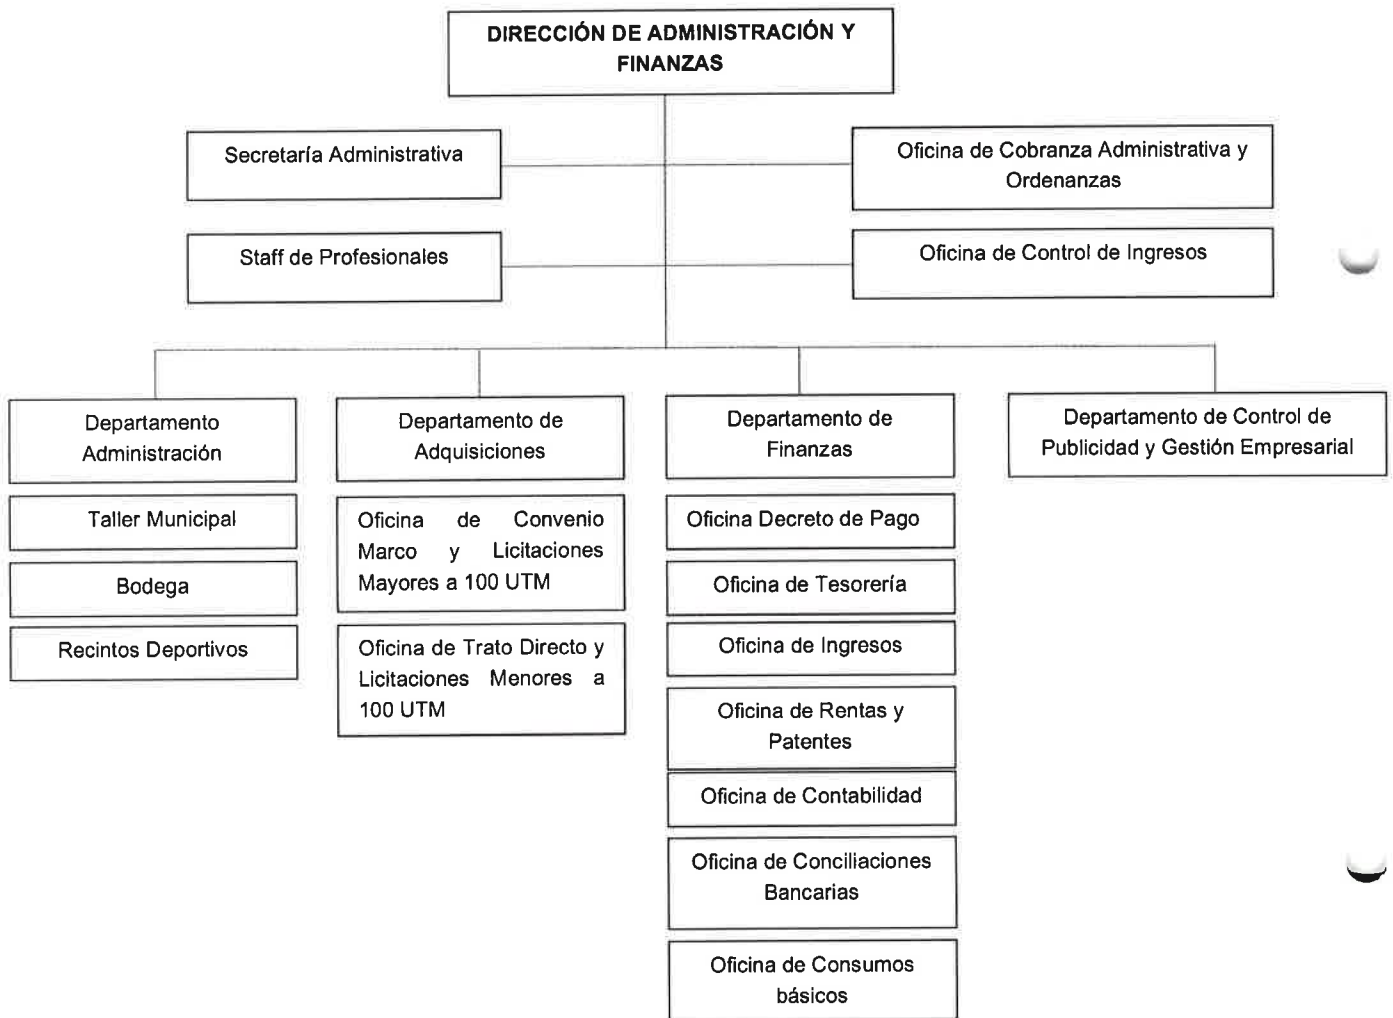 DIRECCIÓN DE ADMINISTRACIÓN Y
FINANZAS
Secretaría Administrativa
Oficina de Cobranza Administrativa y
Ordenanzas
Staff de Profesionales
Oficina de Control de Ingresos
Departamento
Administración
Taller Municipal
Bodega
Recintos Deportivos
Departamento de
Adquisiciones
Oficina de Convenio
Marco y Licitaciones
Mayores a 100 UTM
Oficina de Trato Directo y
Licitaciones Menores a
100 UTM
Departamento de
Finanzas
Oficina Decreto de Pago
Oficina de Tesorería
Oficina de Ingresos
Oficina de Rentas y
Patentes
Oficina de Contabilidad
Oficina de Conciliaciones
Bancarias
Oficina de Consumos
básicos
Departamento de Control de
Publicidad y Gestión Empresarial